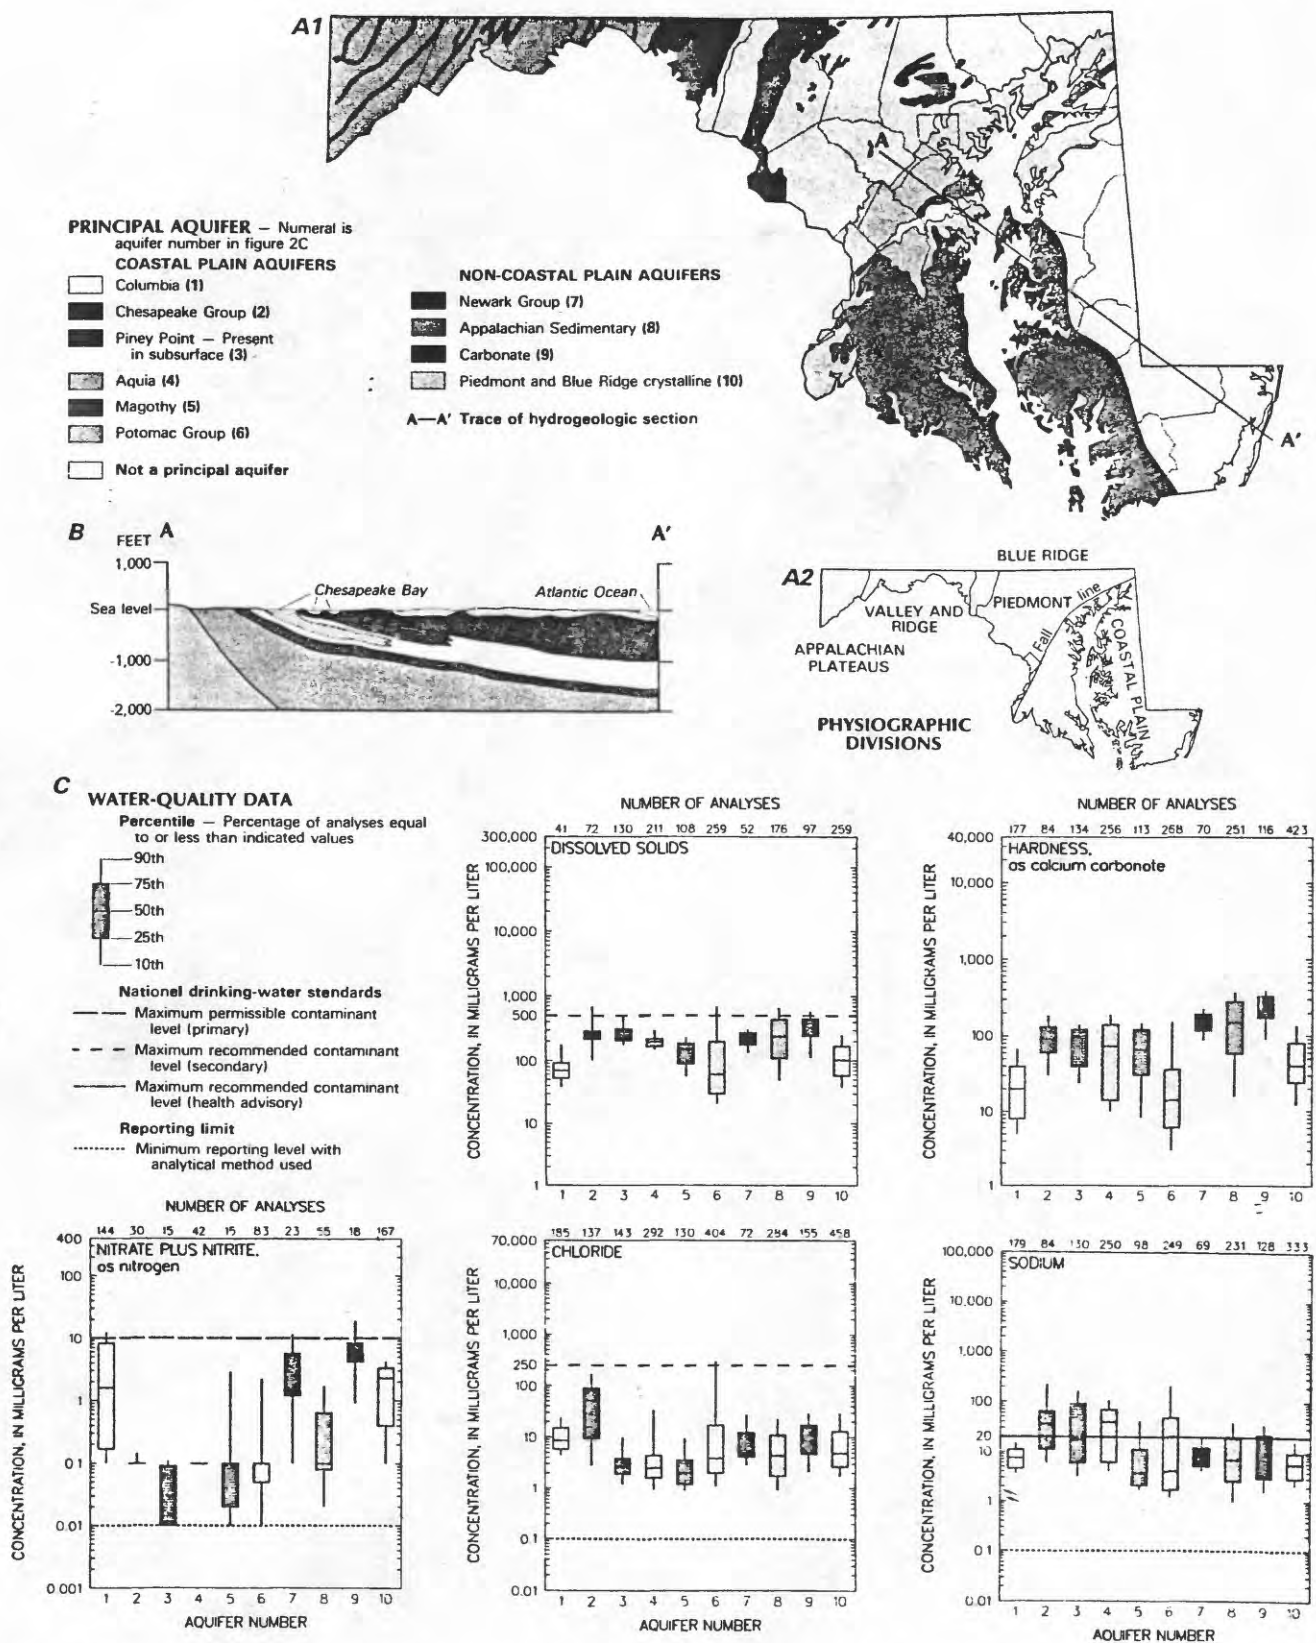 A1
PRINCIPAL AQUIFER — Numeral is
aquifer number in figure 2C
COASTAL PLAIN AQUIFERS
Columbia (1)
Chesapeake Group (2)
Piney Point — Present
in subsurface (3)
Aquia (4)
Magothy (5)
Potomac Group (6)
Not a principal aquifer
NON-COASTAL PLAIN AQUIFERS
Newark Group (7)
Appalachian Sedimentary (8)
Carbonate (9)
Piedmont and Blue Ridge crystalline (10)
A—A' Trace of hydrogeologic section
A
A'
B
FEET A A'
1,000
Sea level
-1,000
-2,000
Chesapeake Bay
Atlantic Ocean
A2
BLUE RIDGE
PIEDMONT
Fall line
VALLEY AND
RIDGE
APPALACHIAN
PLATEAUS
COASTAL PLAIN
PHYSIOGRAPHIC
DIVISIONS
C
WATER-QUALITY DATA
Percentile — Percentage of analyses equal
to or less than indicated values
90th
75th
50th
25th
10th
National drinking-water stendards
Maximum permissible contaminant
level (primary)
Maximum recommended contaminant
level (secondary)
Maximum recommended contaminant
level (health advisory)
Reporting limit
Minimum reporting level with
analytical method used
NUMBER OF ANALYSES
41 72 130 211 108 259 52 176 97 259
DISSOLVED SOLIDS
CONCENTRATION, IN MILLIGRAMS PER LITER
300,000
100,000
10,000
1,000
500
100
10
1
1 2 3 4 5 6 7 8 9 10
NUMBER OF ANALYSES
177 84 134 256 113 268 70 251 116 423
HARDNESS,
as calcium carbonate
CONCENTRATION, IN MILLIGRAMS PER LITER
40,000
10,000
1,000
100
10
1
1 2 3 4 5 6 7 8 9 10
NUMBER OF ANALYSES
144 30 15 42 15 83 23 55 18 167
NITRATE PLUS NITRITE,
as nitrogen
CONCENTRATION, IN MILLIGRAMS PER LITER
400
100
10
1
0.1
0.01
0.001
1 2 3 4 5 6 7 8 9 10
AQUIFER NUMBER
185 137 143 292 130 404 72 284 155 458
CHLORIDE
CONCENTRATION, IN MILLIGRAMS PER LITER
70,000
10,000
1,000
250
100
10
1
0.1
0.01
1 2 3 4 5 6 7 8 9 10
AQUIFER NUMBER
179 84 130 250 98 249 69 231 128 333
SODIUM
CONCENTRATION, IN MILLIGRAMS PER LITER
100,000
10,000
1,000
100
20
10
1
0.1
0.01
1 2 3 4 5 6 7 8 9 10
AQUIFER NUMBER